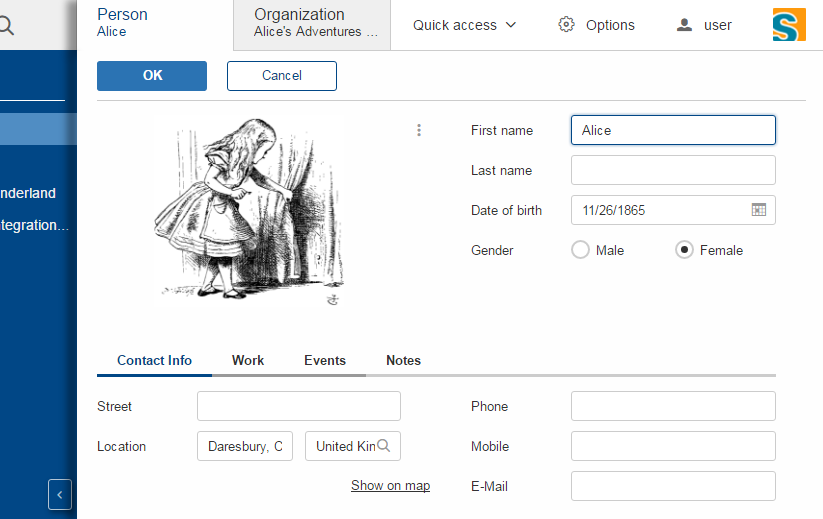 Person
Alice
Organization
Alice's Adventures ...
Quick access
Options
user
OK
Cancel
nderland
ntegration...
First name
Alice
Last name
Date of birth
11/26/1865
Gender
Male
Female
Contact Info
Work
Events
Notes
Street
Location
Daresbury, C
United Kin
Show on map
Phone
Mobile
E-Mail